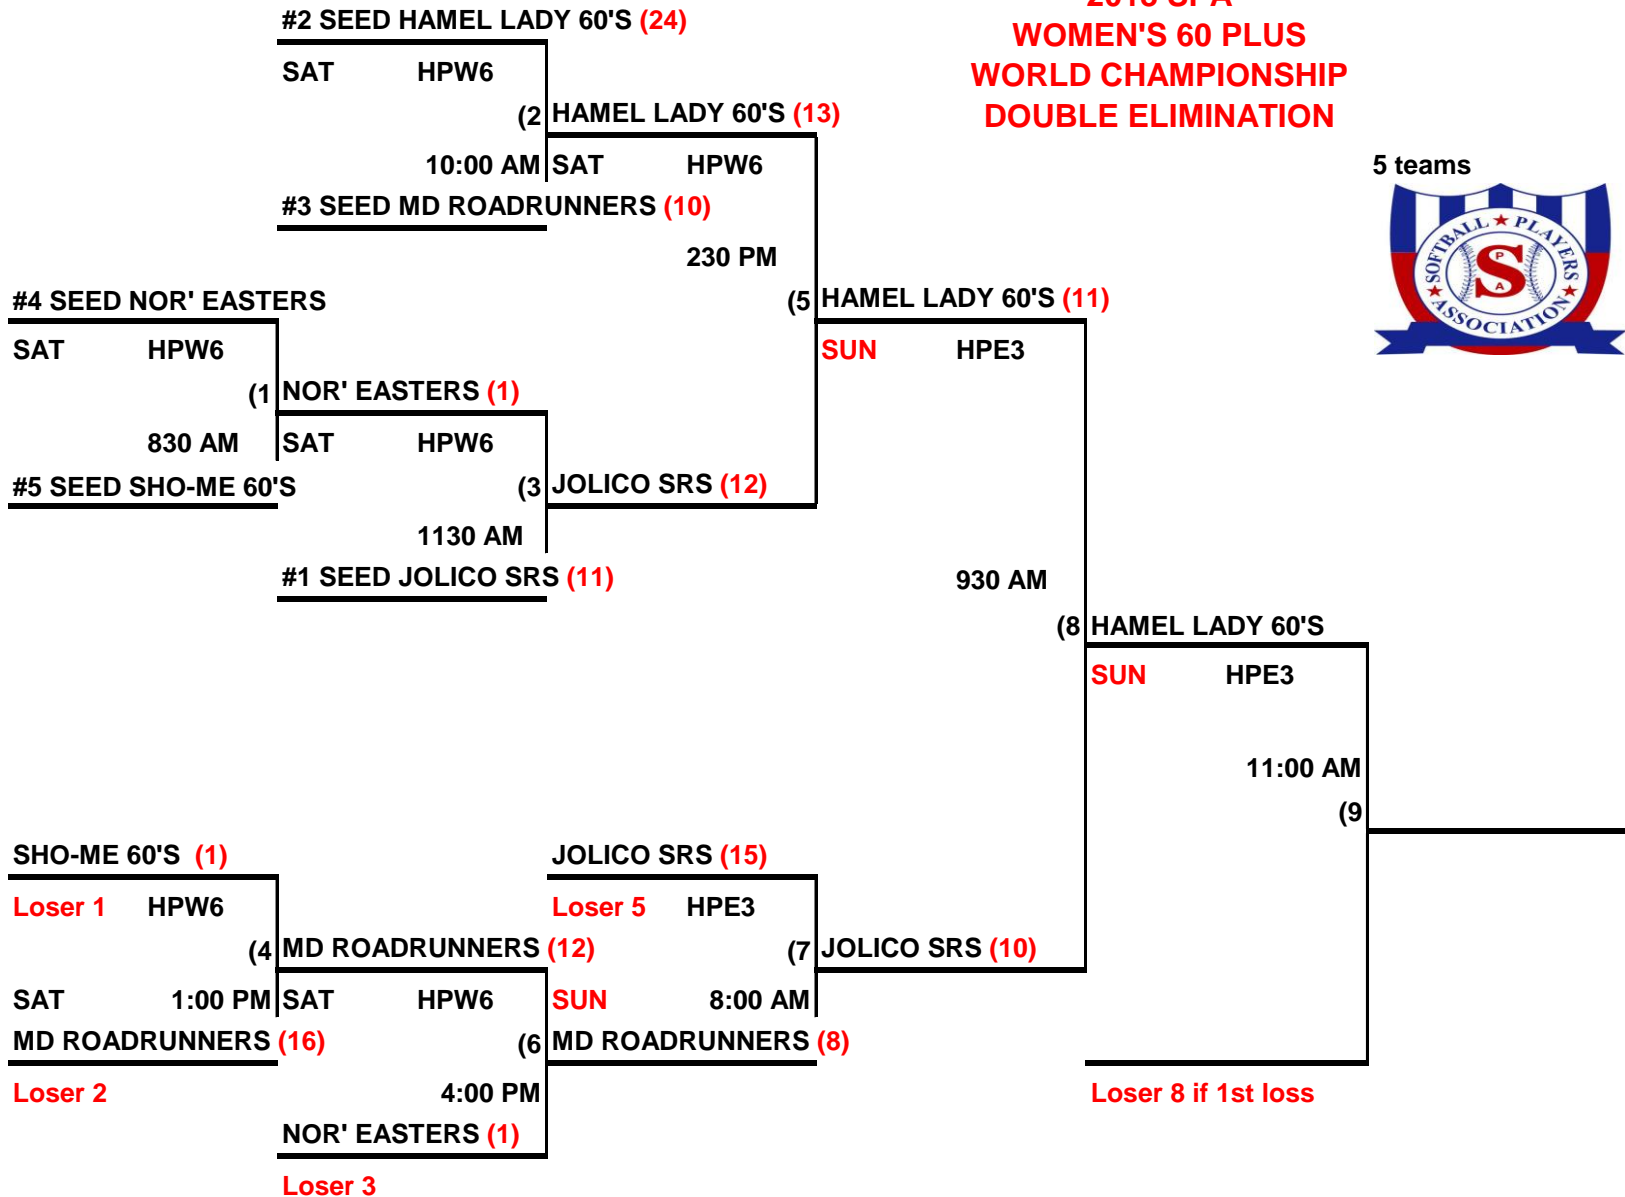 #2 SEED HAMEL LADY 60'S (24)
WOMEN'S 60 PLUS
WORLD CHAMPIONSHIP
DOUBLE ELIMINATION
SAT HPW6
(2 HAMEL LADY 60'S (13)
10:00 AM SAT HPW6
5 teams
#3 SEED MD ROADRUNNERS (10)
SOFTBALL ★ PLAYERS
★ ASSOCIATION ★
P
S
A
230 PM
#4 SEED NOR' EASTERS
(5 HAMEL LADY 60'S (11)
SAT HPW6
SUN HPE3
(1 NOR' EASTERS (1)
830 AM SAT HPW6
#5 SEED SHO-ME 60'S
(3 JOLICO SRS (12)
1130 AM
#1 SEED JOLICO SRS (11)
930 AM
(8 HAMEL LADY 60'S
SUN HPE3
11:00 AM
(9
SHO-ME 60'S (1)
JOLICO SRS (15)
Loser 1 HPW6
Loser 5 HPE3
(4 MD ROADRUNNERS (12)
(7 JOLICO SRS (10)
SAT 1:00 PM SAT HPW6
SUN 8:00 AM
MD ROADRUNNERS (16)
(6 MD ROADRUNNERS (8)
Loser 2
4:00 PM
Loser 8 if 1st loss
NOR' EASTERS (1)
Loser 3